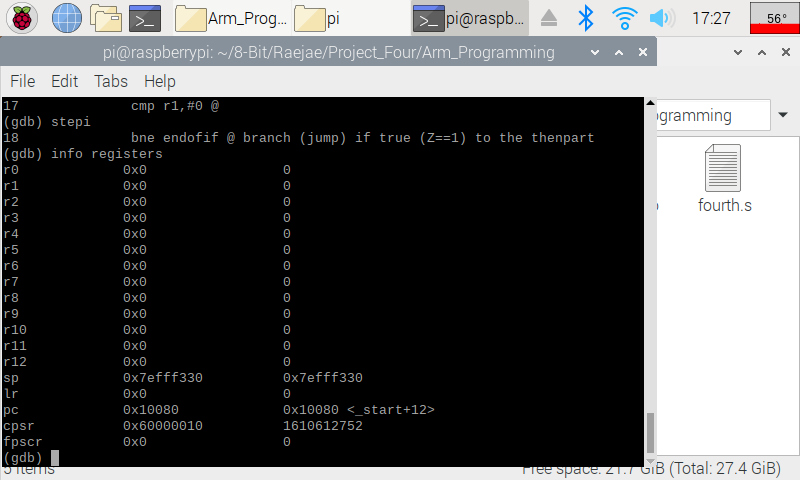 Arm_Prog... pi pi@raspb... 17:27 56°
pi@raspberrypi: ~/8-Bit/Raejae/Project_Four/Arm_Programming
File Edit Tabs Help
17 cmp r1,#0 @
(gdb) stepi
18 bne endofif @ branch (jump) if true (Z==1) to the thenpart
(gdb) info registers
r0 0x0 0
r1 0x0 0
r2 0x0 0
r3 0x0 0
r4 0x0 0
r5 0x0 0
r6 0x0 0
r7 0x0 0
r8 0x0 0
r9 0x0 0
r10 0x0 0
r11 0x0 0
r12 0x0 0
sp 0x7efff330 0x7efff330
lr 0x0 0
pc 0x10080 0x10080 <_start+12>
cpsr 0x60000010 1610612752
fpscr 0x0 0
(gdb)
ogramming
fourth.s
5 items Free space: 21.7 GiB (Total: 27.4 GiB)